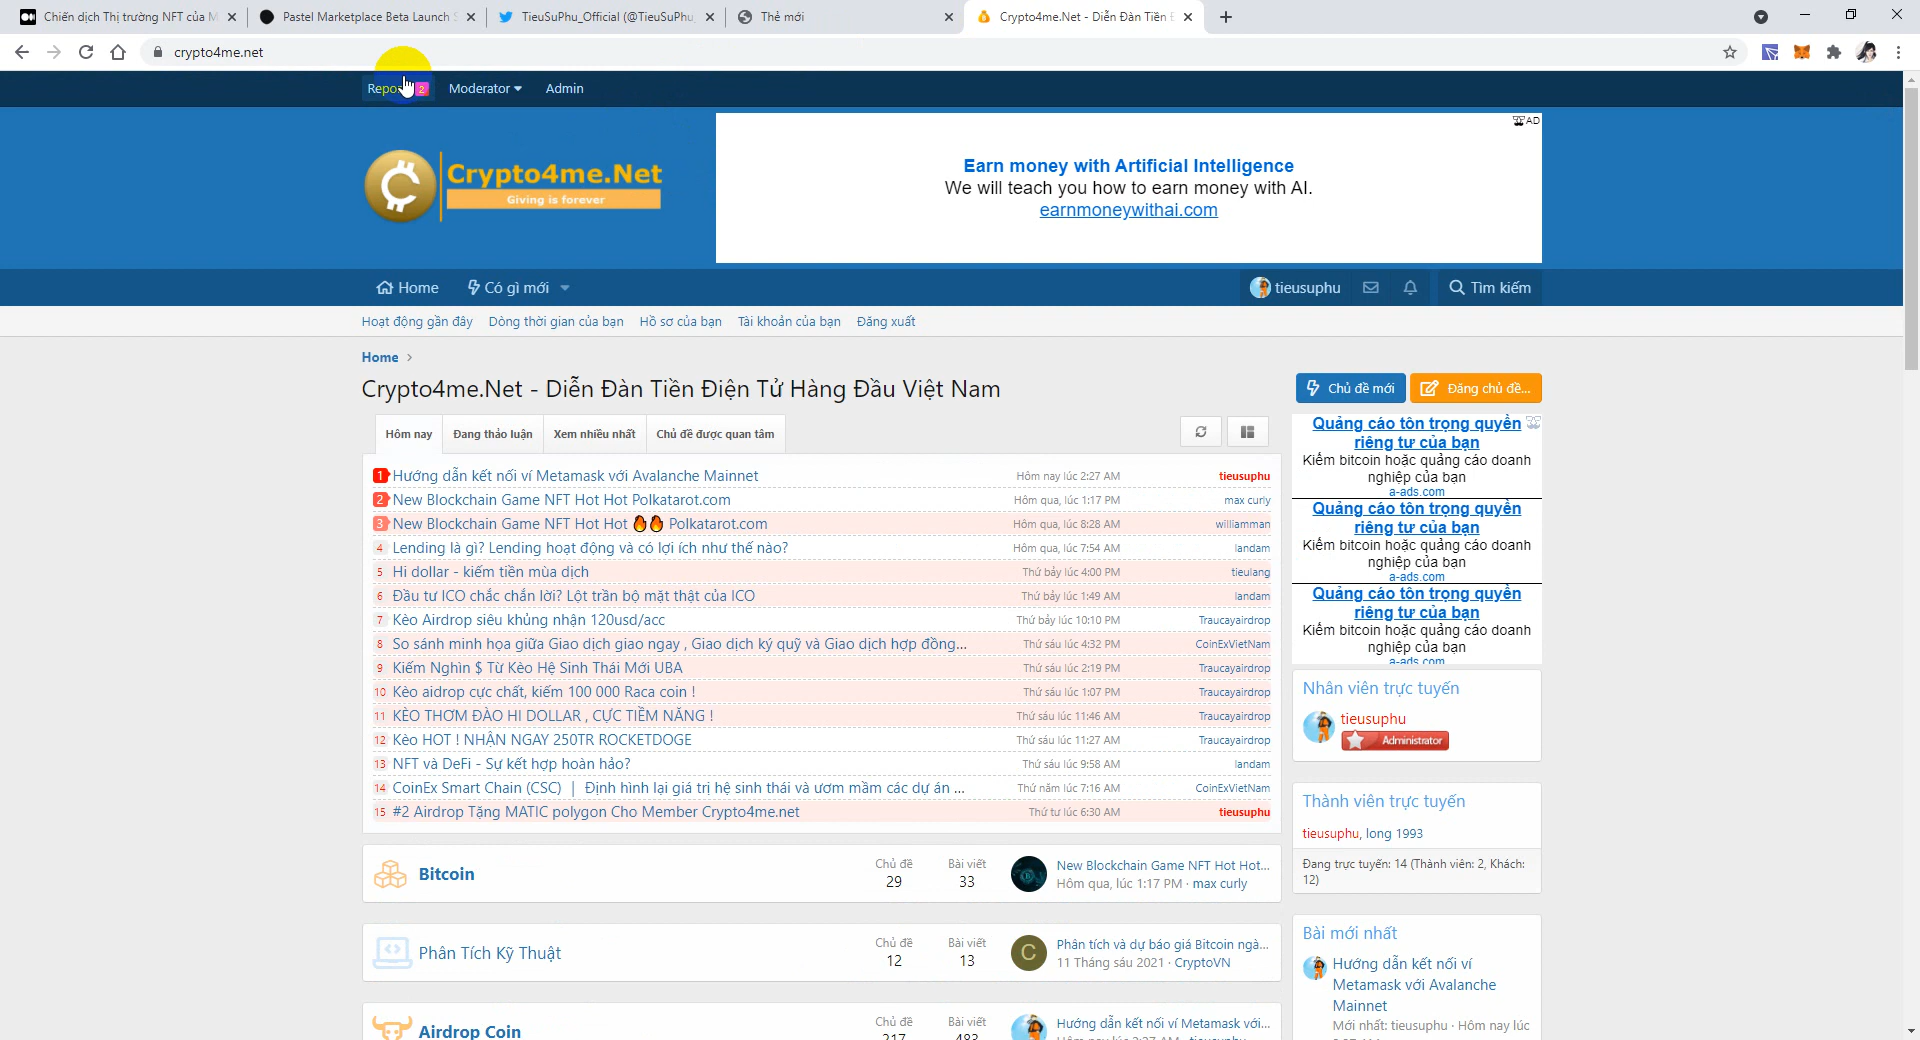 Chiến dịch Thị trường NFT của M
Pastel Marketplace Beta Launch S
TieuSuPhu_Official (@TieuSuPhu_
Thẻ mới
Crypto4me.Net - Diễn Đàn Tiền Đ
crypto4me.net
2
Moderator
Admin
Crypto4me.Net
Giving is forever
AD
Earn money with Artificial Intelligence
We will teach you how to earn money with AI.
earnmoneywithai.com
Home
Có gì mới
tieusuphu
Tìm kiếm
Hoạt động gần đây
Dòng thời gian của bạn
Hồ sơ của bạn
Tài khoản của bạn
Đăng xuất
Home
Crypto4me.Net - Diễn Đàn Tiền Điện Tử Hàng Đầu Việt Nam
Chủ đề mới
Đăng chủ đề...
Hôm nay
Đang thảo luận
Xem nhiều nhất
Chủ đề được quan tâm
1 Hướng dẫn kết nối ví Metamask với Avalanche Mainnet Hôm nay lúc 2:27 AM tieusuphu
2 New Blockchain Game NFT Hot Hot Polkatarot.com Hôm qua, lúc 1:17 PM max curly
3 New Blockchain Game NFT Hot Hot 🔥🔥 Polkatarot.com Hôm qua, lúc 8:28 AM williamman
4 Lending là gì? Lending hoạt động và có lợi ích như thế nào? Hôm qua, lúc 7:54 AM landam
5 Hi dollar - kiếm tiền mùa dịch Thứ bảy lúc 4:00 PM tieulang
6 Đầu tư ICO chắc chắn lời? Lột trần bộ mặt thật của ICO Thứ bảy lúc 1:49 AM landam
7 Kèo Airdrop siêu khủng nhận 120usd/acc Thứ bảy lúc 10:10 PM Traucayairdrop
8 So sánh minh họa giữa Giao dịch giao ngay , Giao dịch ký quỹ và Giao dịch hợp đồng... Thứ sáu lúc 4:32 PM CoinExVietNam
9 Kiếm Nghìn $ Từ Kèo Hệ Sinh Thái Mới UBA Thứ sáu lúc 2:19 PM Traucayairdrop
10 Kèo aidrop cực chất, kiếm 100 000 Raca coin ! Thứ sáu lúc 1:07 PM Traucayairdrop
11 KÈO THƠM ĐÀO HI DOLLAR , CỰC TIỀM NĂNG ! Thứ sáu lúc 11:46 AM Traucayairdrop
12 Kèo HOT ! NHẬN NGAY 250TR ROCKETDOGE Thứ sáu lúc 11:27 AM Traucayairdrop
13 NFT và DeFi - Sự kết hợp hoàn hảo? Thứ sáu lúc 9:58 AM landam
14 CoinEx Smart Chain (CSC) | Định hình lại giá trị hệ sinh thái và ươm mầm các dự án ... Thứ năm lúc 7:16 AM CoinExVietNam
15 #2 Airdrop Tặng MATIC polygon Cho Member Crypto4me.net Thứ tư lúc 6:30 AM tieusuphu
Quảng cáo tôn trọng quyền
riêng tư của bạn
Kiếm bitcoin hoặc quảng cáo doanh
nghiệp của bạn
a-ads.com
Quảng cáo tôn trọng quyền
riêng tư của bạn
Kiếm bitcoin hoặc quảng cáo doanh
nghiệp của bạn
a-ads.com
Quảng cáo tôn trọng quyền
riêng tư của bạn
Kiếm bitcoin hoặc quảng cáo doanh
nghiệp của bạn
a-ads.com
Nhân viên trực tuyến
tieusuphu
Administrator
Thành viên trực tuyến
tieusuphu, long 1993
Đang trực tuyến: 14 (Thành viên: 2, Khách:
12)
Bài mới nhất
Hướng dẫn kết nối ví
Metamask với Avalanche
Mainnet
Mới nhất: tieusuphu · Hôm nay lúc
Bitcoin
Chủ đề
29
Bài viết
33
New Blockchain Game NFT Hot Hot...
Hôm qua, lúc 1:17 PM · max curly
Phân Tích Kỹ Thuật
Chủ đề
12
Bài viết
13
C
Phân tích và dự báo giá Bitcoin ngà...
11 Tháng sáu 2021 · CryptoVN
Airdrop Coin
Chủ đề
217
Bài viết
483
Hướng dẫn kết nối ví Metamask với...